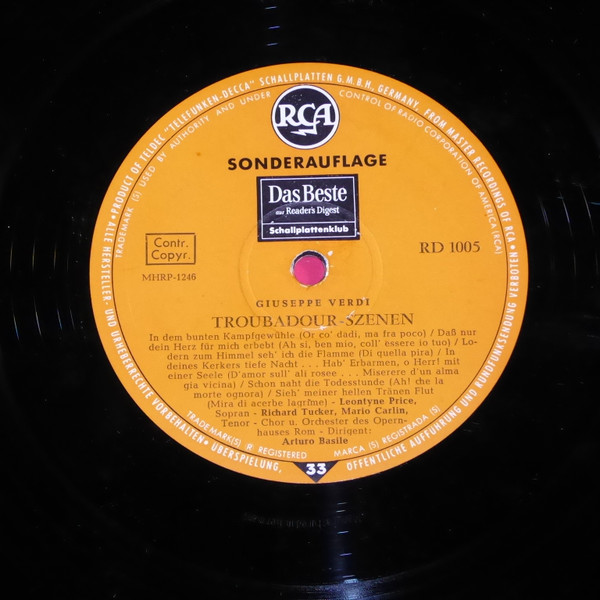 PRODUCT OF TELDEC "TELEFUNKEN-DECCA" SCHALLPLATTEN G.M.B.H., GERMANY, FROM MASTER RECORDINGS OF RCA •
TRADEMARK (S) USED BY AUTHORITY AND UNDER CONTROL OF RADIO CORPORATION OF AMERICA (RCA)
RCA
SONDERAUFLAGE
Das Beste
aus Reader's Digest
Schallplattenklub
Contr.
Copyr.
RD 1005
MHRP-1246
GIUSEPPE VERDI
TROUBADOUR-SZENEN
In dem bunten Kampfgewühle (Or co' dadi, ma fra poco) / Daß nur
dein Herz für mich erbebt (Ah si, ben mio, coll' essere io tuo) / Lo-
dern zum Himmel seh' ich die Flamme (Di quella pira) / In
deines Kerkers tiefe Nacht . . . Hab' Erbarmen, o Herr! mit
einer Seele (D'amor sull' ali rosee . . . Miserere d'un alma
gia vicina) / Schon naht die Todesstunde (Ah! che la
morte ognora) / Sieh' meiner hellen Tränen Flut
(Mira di acerbe lagrime) - Leontyne Price,
Sopran - Richard Tucker, Mario Carlin,
Tenor - Chor u. Orchester des Opern-
hauses Rom - Dirigent:
Arturo Basile
TRADEMARK(S) ® REGISTERED
MARCA (S) REGISTRADA (S)
33
• ALLE HERSTELLER- UND URHEBERRECHTE VORBEHALTEN • ÜBERSPIELUNG, ÖFFENTLICHE AUFFÜHRUNG UND RUNDFUNKSENDUNG VERBOTEN •